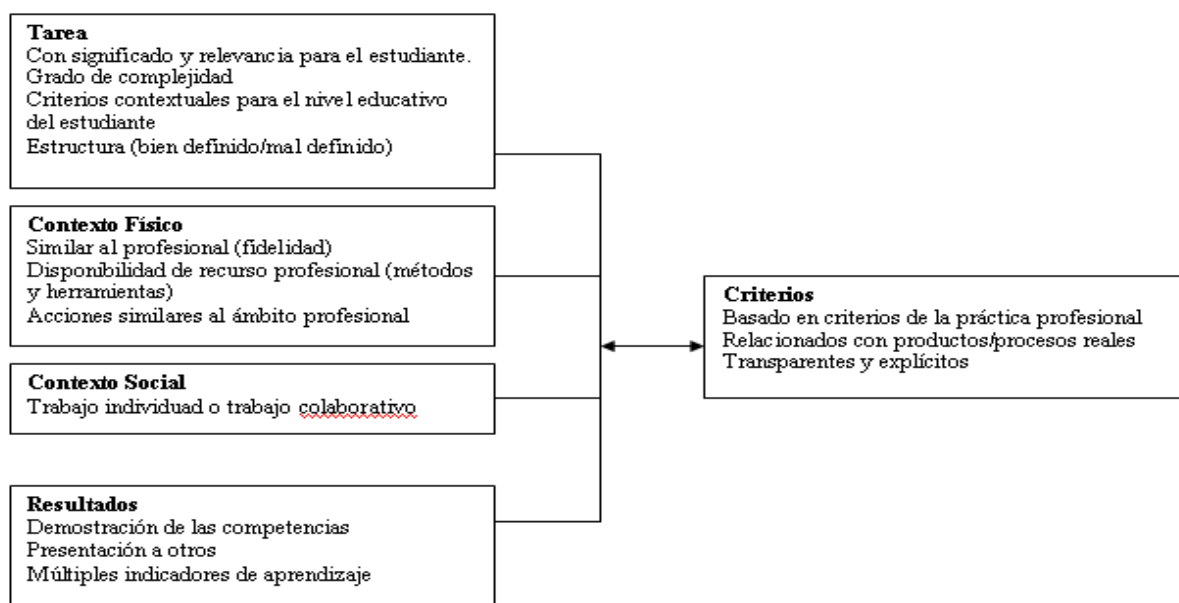 Tarea
Con significado y relevancia para el estudiante.
Grado de complejidad
Criterios contextuales para el nivel educativo
del estudiante
Estructura (bien definido/mal definido)
Contexto Físico
Similar al profesional (fidelidad)
Disponibilidad de recurso profesional (métodos
y herramientas)
Acciones similares al ámbito profesional
Contexto Social
Trabajo individuad o trabajo colaborativo
Resultados
Demostración de las competencias
Presentación a otros
Múltiples indicadores de aprendizaje
Criterios
Basado en criterios de la práctica profesional
Relacionados con productos/procesos reales
Transparentes y explícitos